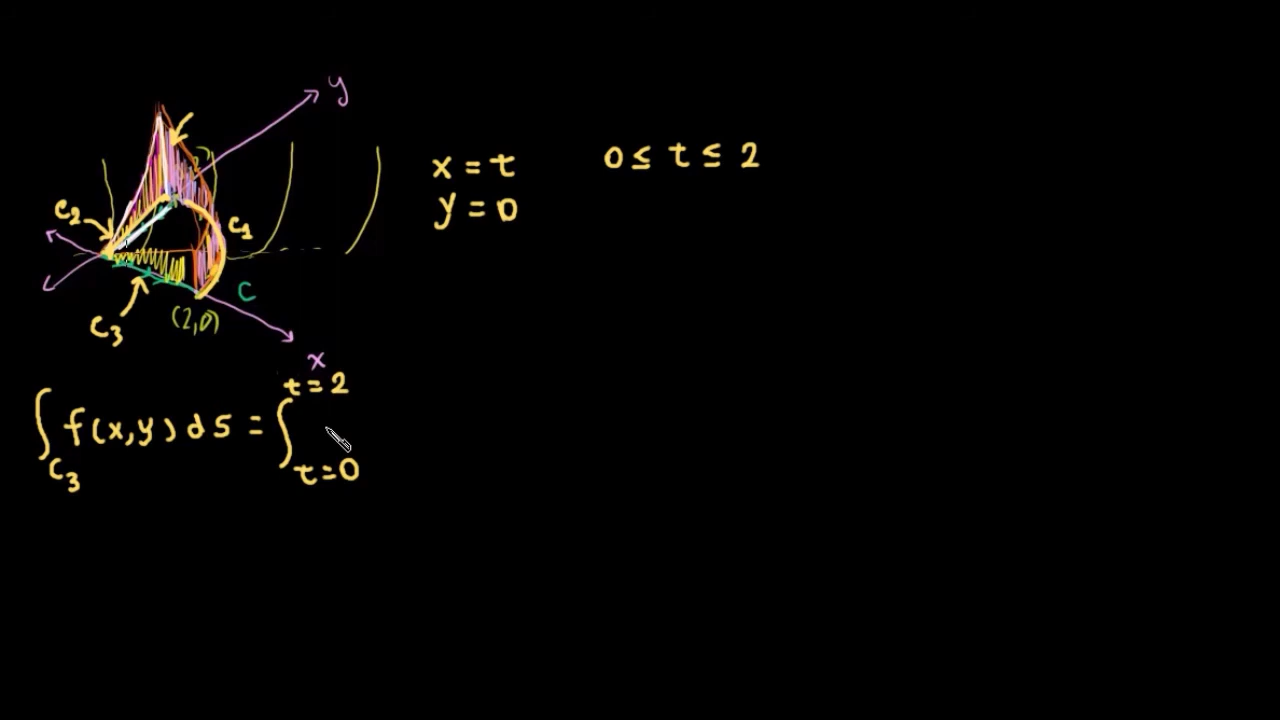 y
x = t
0 ≤ t ≤ 2
y = 0
C2
C1
C
C3
(2,0)
x
t = 2
∫ f(x,y) ds = ∫
C3
t = 0